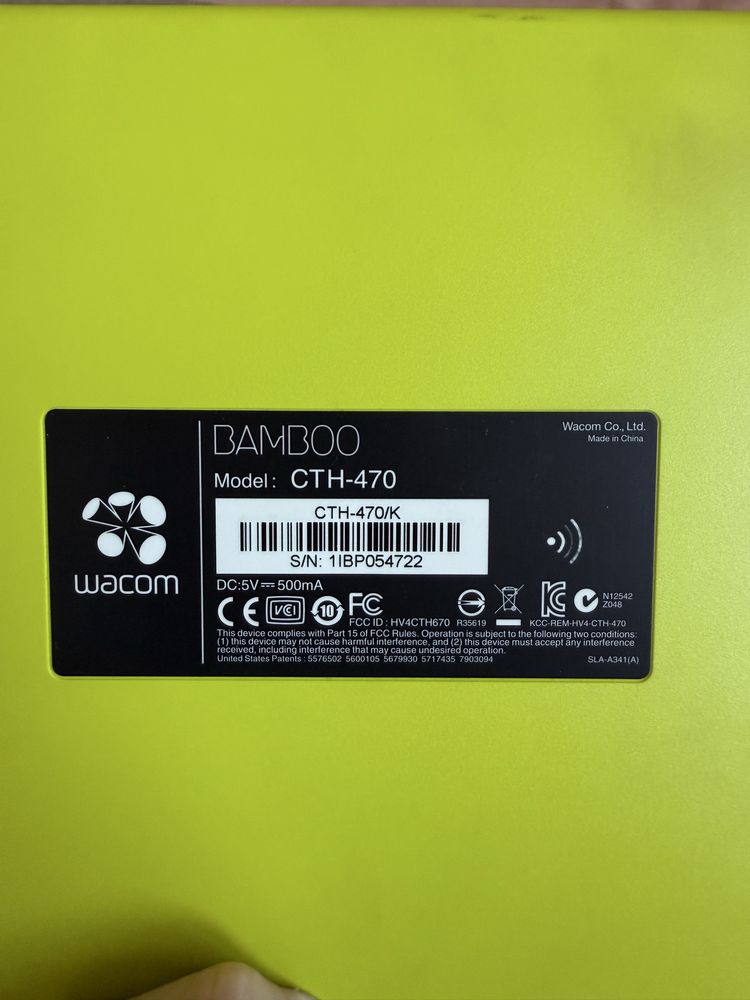 BAMBOO
Wacom Co., Ltd.
Made in China
Model : CTH-470
CTH-470/K
S/N: 1IBP054722
wacom
DC:5V ⎓ 500mA
CE VCI 10 FC
FCC ID : HV4CTH670
R35619
KCC-REM-HV4-CTH-470
N12542
Z048
This device complies with Part 15 of FCC Rules. Operation is subject to the following two conditions:
(1) this device may not cause harmful interference, and (2) this device must accept any interference
received, including interference that may cause undesired operation.
United States Patents : 5576502 5600105 5679930 5717435 7903094
SLA-A341(A)